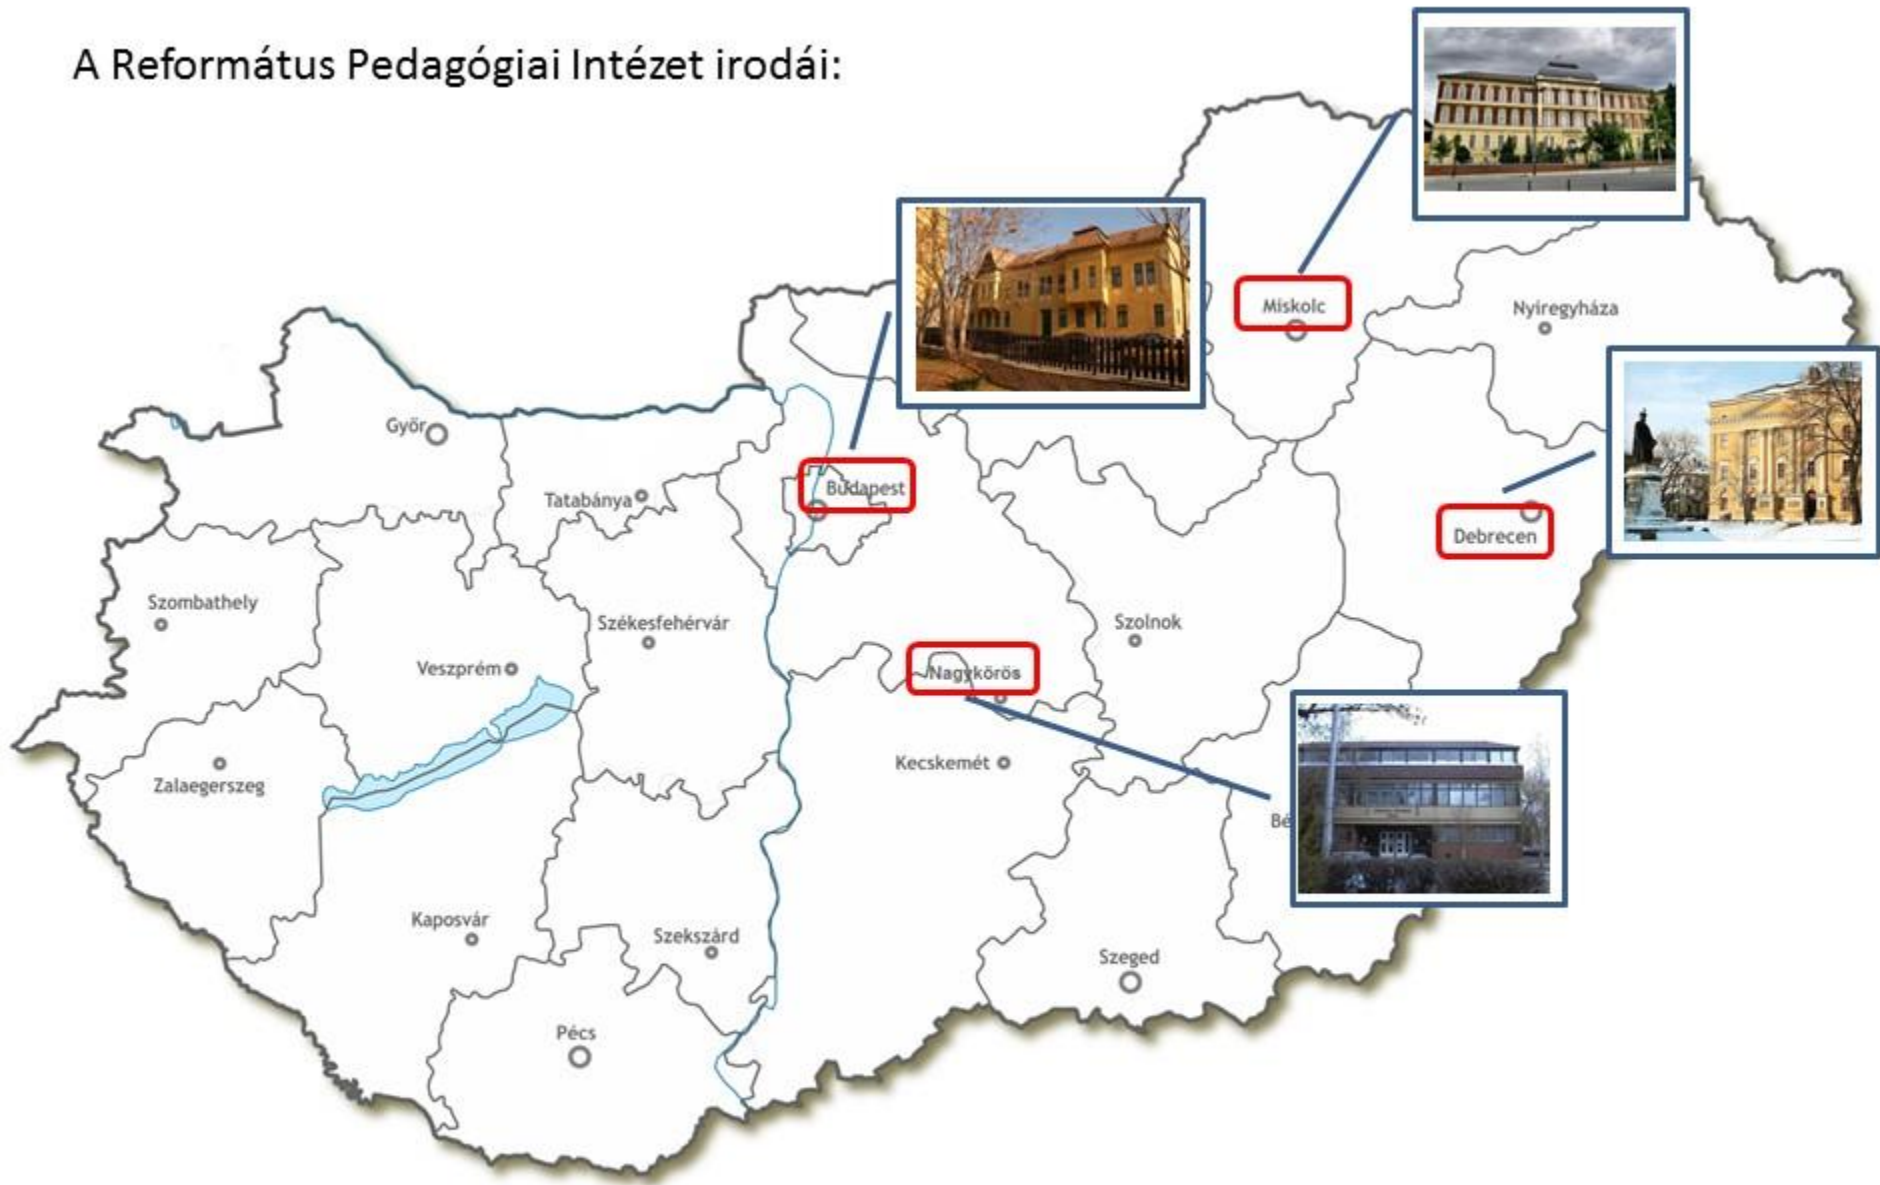 A Református Pedagógiai Intézet irodái:
Miskolc
Nyíregyháza
Győr
Budapest
Tatabánya
Debrecen
Szombathely
Székesfehérvár
Szolnok
Veszprém
Nagykőrös
Kecskemét
Zalaegerszeg
Bé
Kaposvár
Szekszárd
Szeged
Pécs